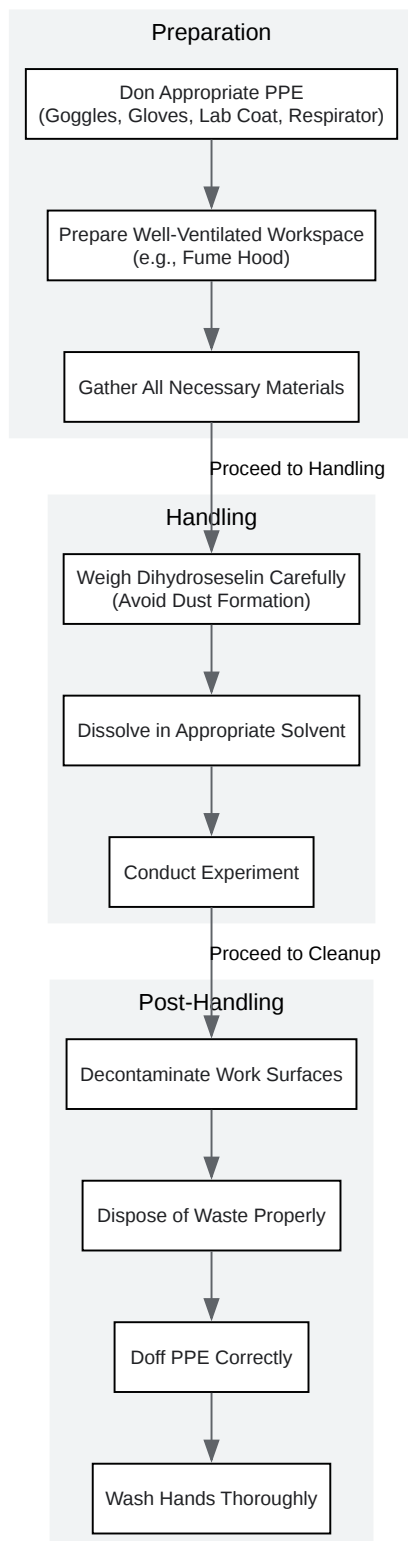 Preparation
Don Appropriate PPE
(Goggles, Gloves, Lab Coat, Respirator)
Prepare Well-Ventilated Workspace
(e.g., Fume Hood)
Gather All Necessary Materials
Proceed to Handling
Handling
Weigh Dihydroseselin Carefully
(Avoid Dust Formation)
Dissolve in Appropriate Solvent
Conduct Experiment
Proceed to Cleanup
Post-Handling
Decontaminate Work Surfaces
Dispose of Waste Properly
Doff PPE Correctly
Wash Hands Thoroughly